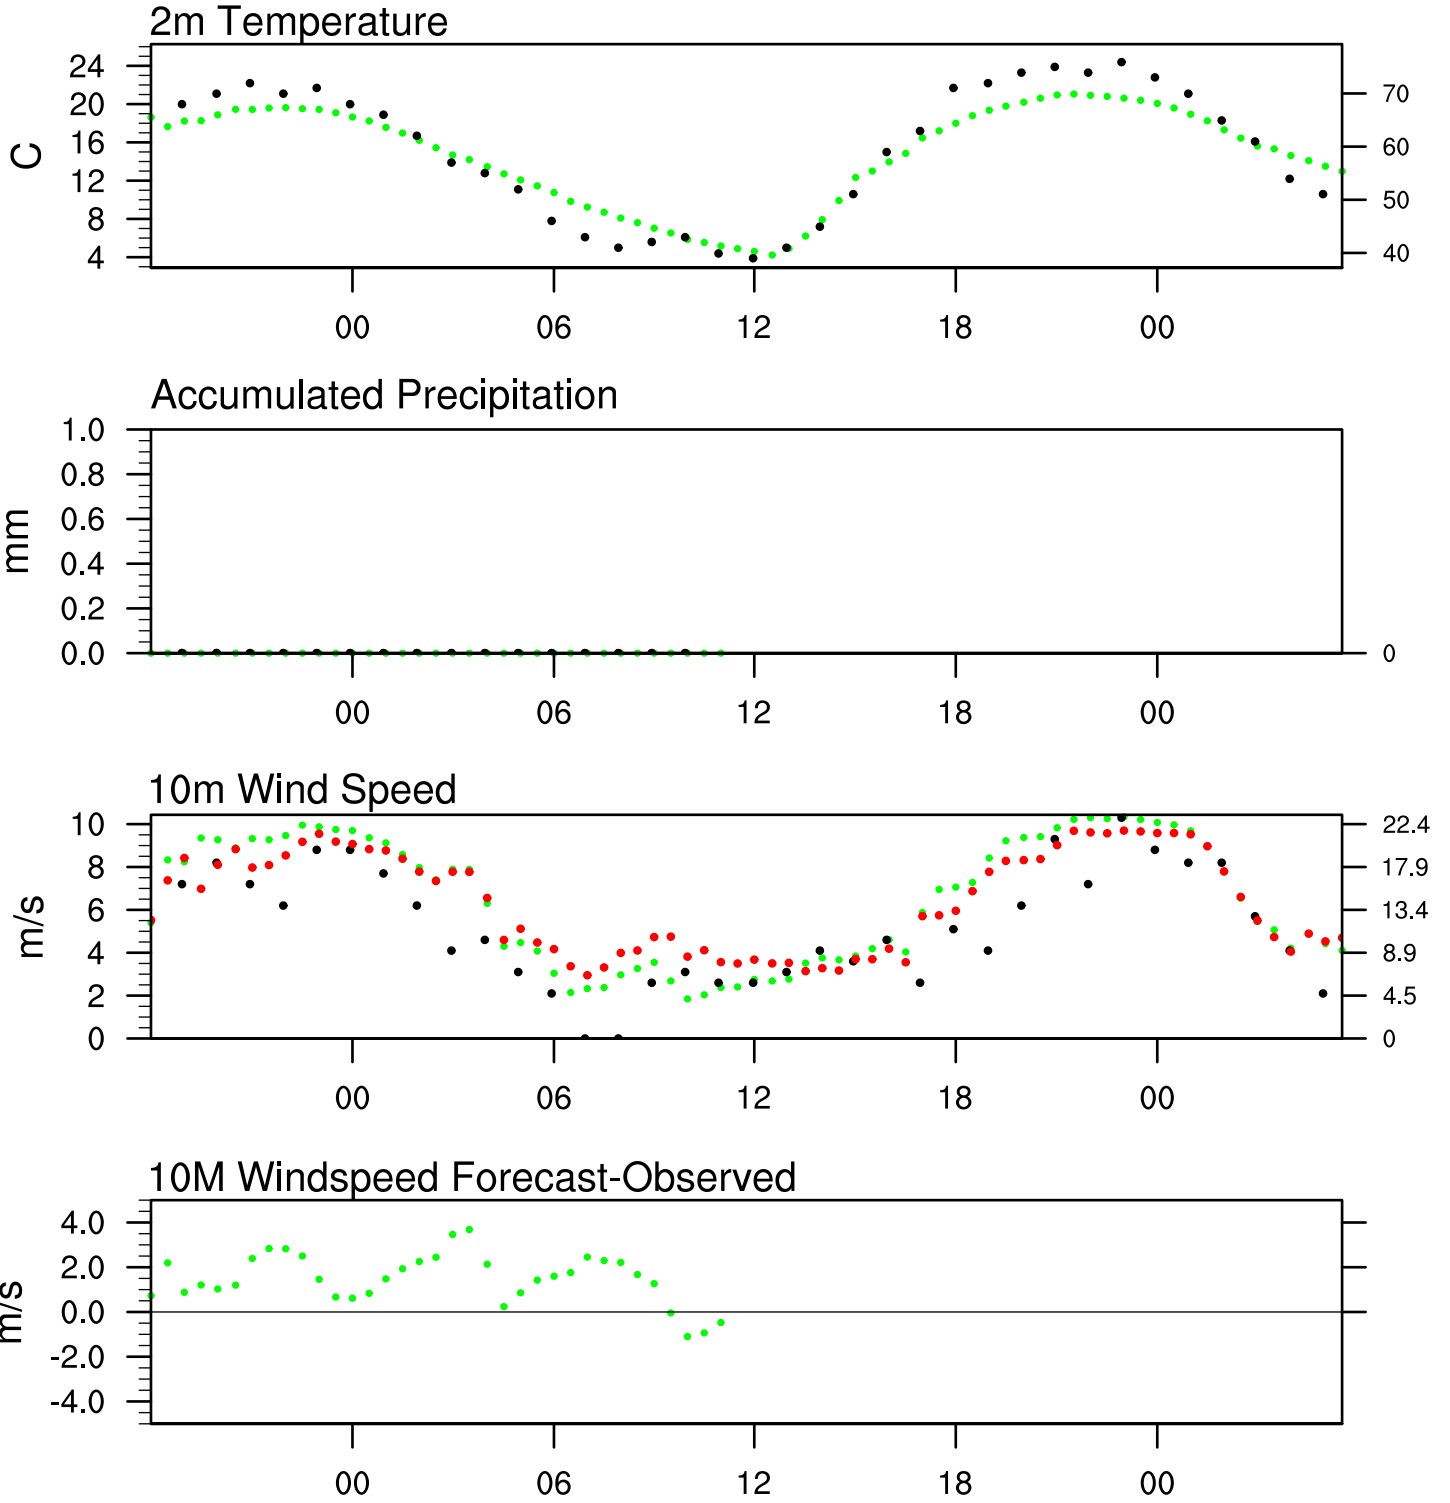 2m Temperature
24
20
16
12
8
4
C
70
60
50
40
00 06 12 18 00
Accumulated Precipitation
1.0
0.8
0.6
0.4
0.2
0.0
mm
0
00 06 12 18 00
10m Wind Speed
10
8
6
4
2
0
m/s
22.4
17.9
13.4
8.9
4.5
0
00 06 12 18 00
10M Windspeed Forecast-Observed
4.0
2.0
0.0
-2.0
-4.0
m/s
00 06 12 18 00